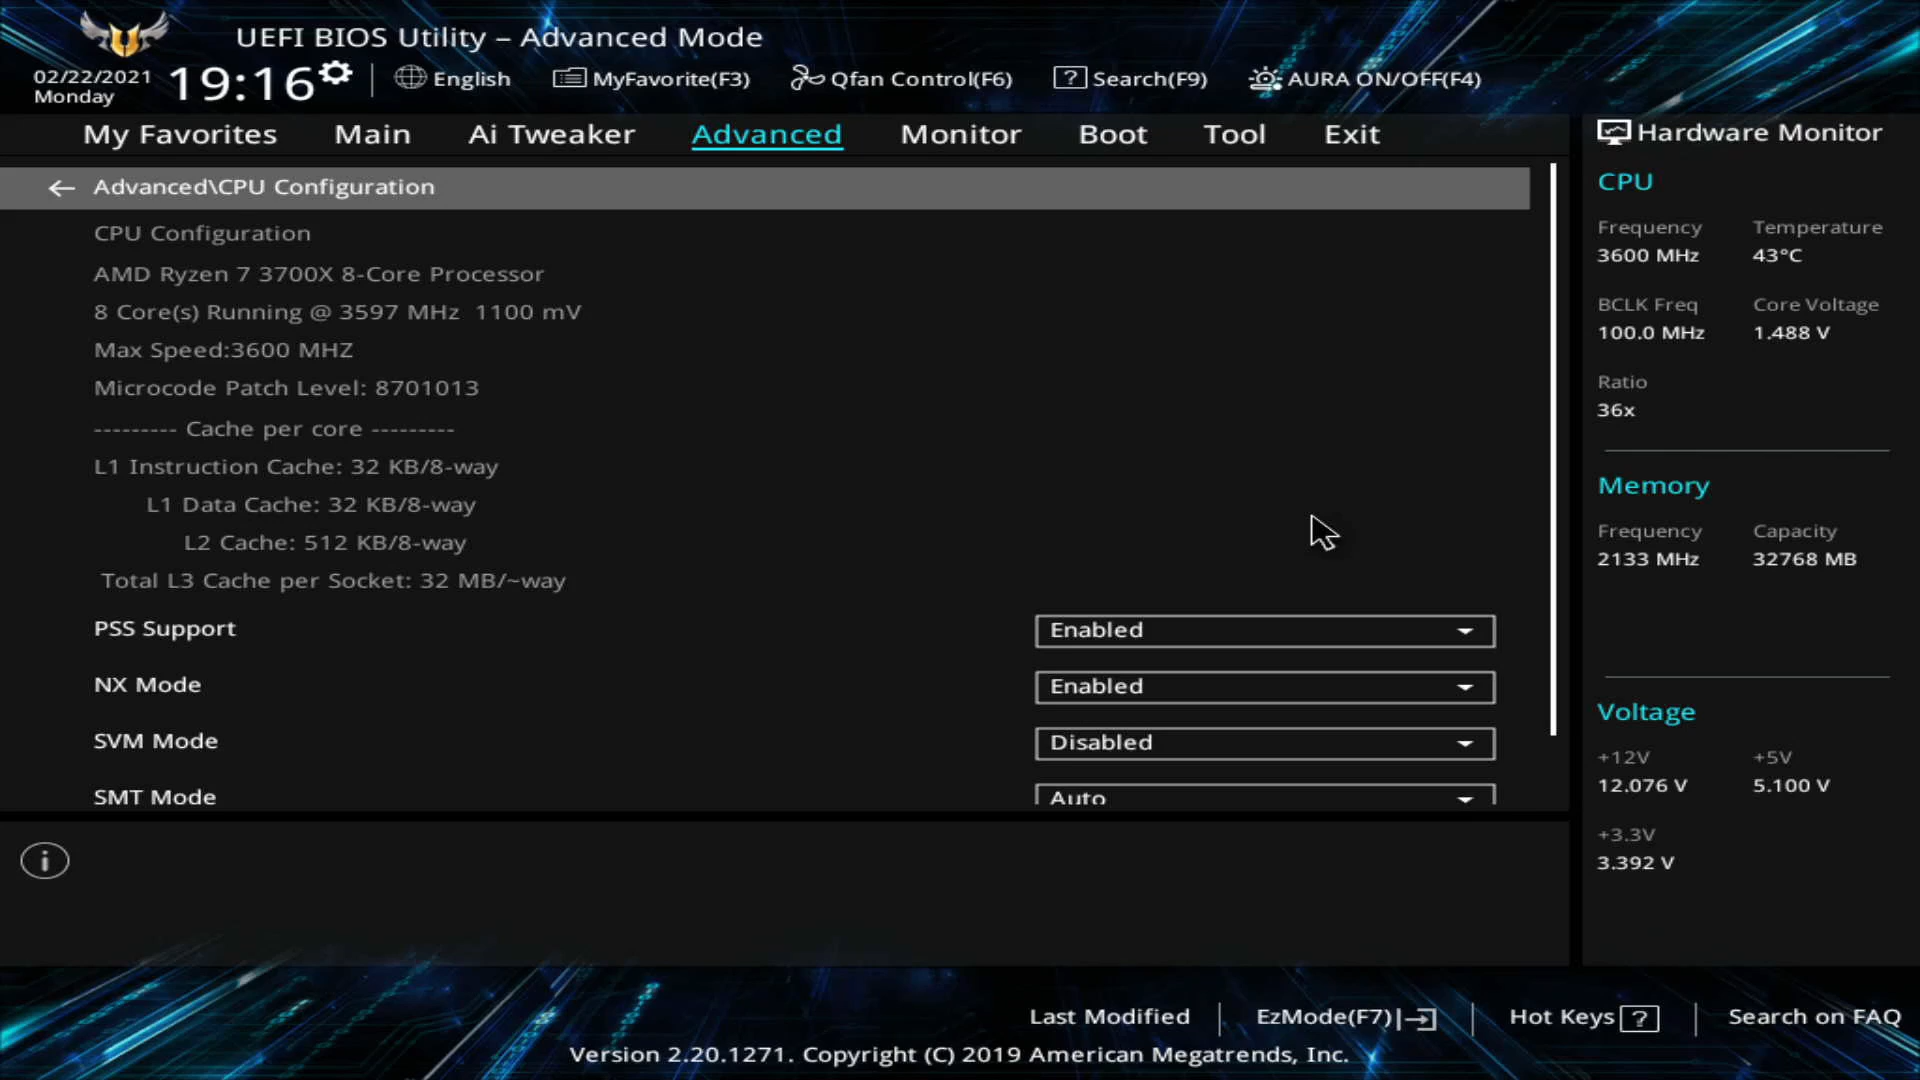 UEFI BIOS Utility – Advanced Mode
02/22/2021
Monday
19:16
English
MyFavorite(F3)
Qfan Control(F6)
? Search(F9)
AURA ON/OFF(F4)
My Favorites
Main
Ai Tweaker
Advanced
Monitor
Boot
Tool
Exit
Advanced\CPU Configuration
CPU Configuration
AMD Ryzen 7 3700X 8-Core Processor
8 Core(s) Running @ 3597 MHz  1100 mV
Max Speed:3600 MHZ
Microcode Patch Level: 8701013
--------- Cache per core ---------
L1 Instruction Cache: 32 KB/8-way
L1 Data Cache: 32 KB/8-way
L2 Cache: 512 KB/8-way
Total L3 Cache per Socket: 32 MB/~way
PSS Support Enabled
NX Mode Enabled
SVM Mode Disabled
SMT Mode Auto
i
Hardware Monitor
CPU
Frequency Temperature
3600 MHz 43°C
BCLK Freq Core Voltage
100.0 MHz 1.488 V
Ratio
36x
Memory
Frequency Capacity
2133 MHz 32768 MB
Voltage
+12V +5V
12.076 V 5.100 V
+3.3V
3.392 V
Last Modified
EzMode(F7)
Hot Keys ?
Search on FAQ
Version 2.20.1271. Copyright (C) 2019 American Megatrends, Inc.